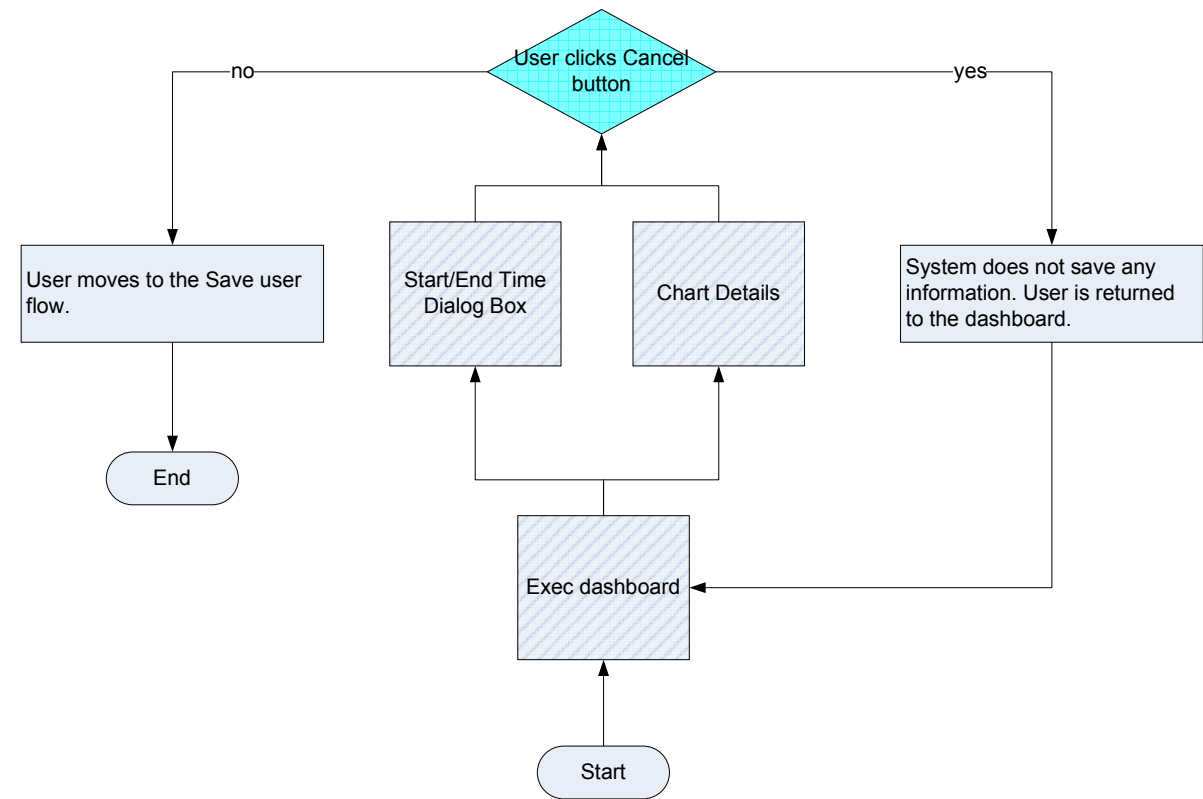 User clicks Cancel
button
no
yes
User moves to the Save user
flow.
Start/End Time
Dialog Box
Chart Details
System does not save any
information. User is returned
to the dashboard.
End
Exec dashboard
Start